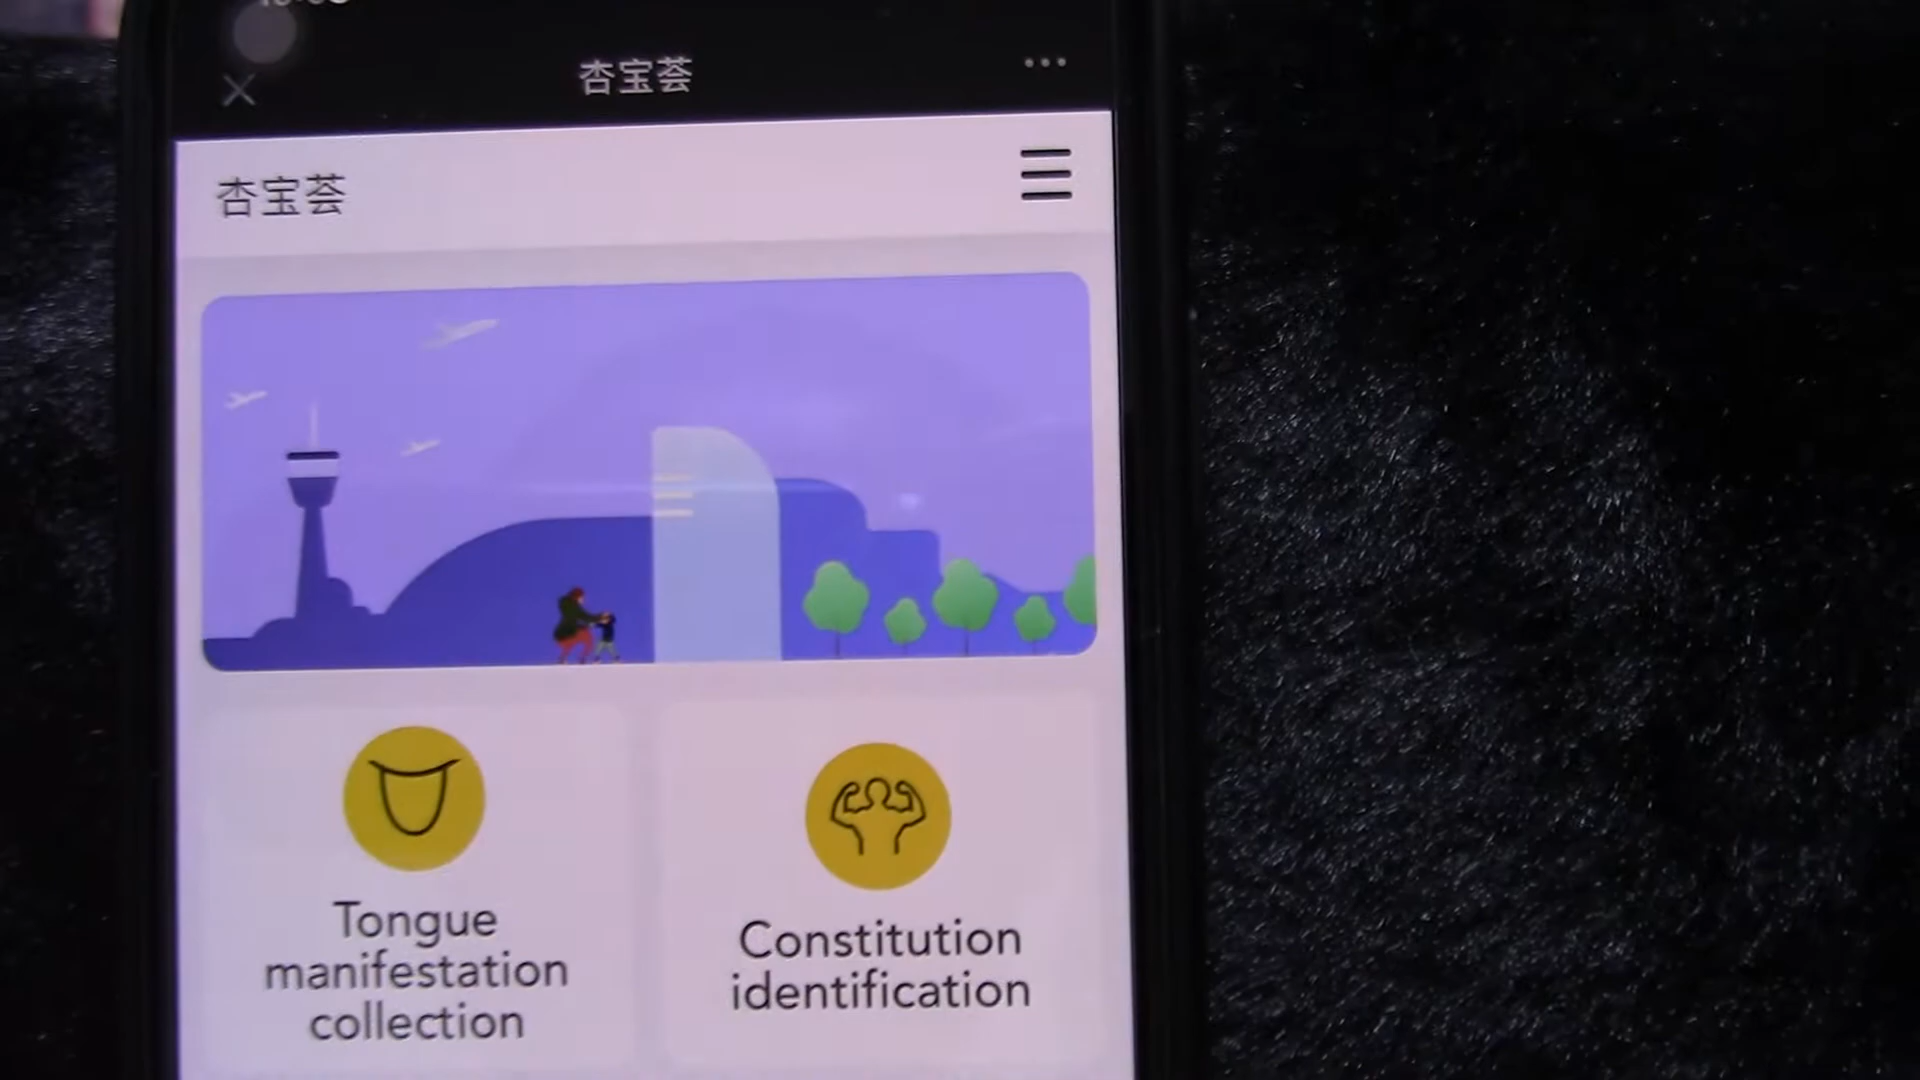 杏宝荟
杏宝荟
Tongue
manifestation
collection
Constitution
identification